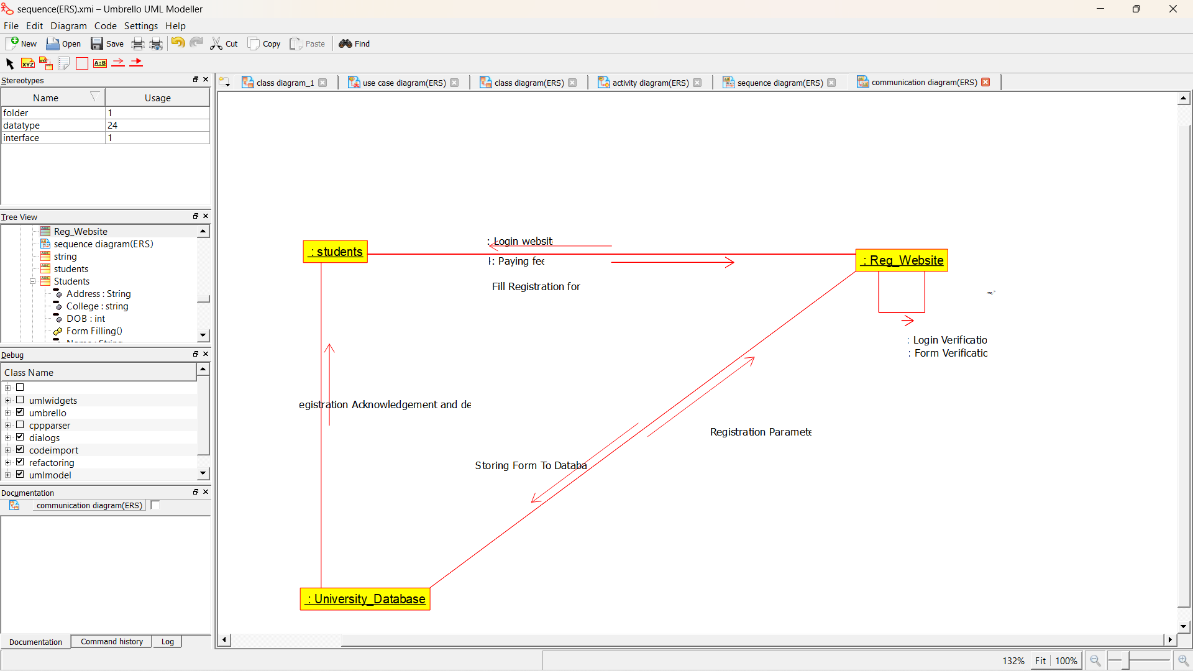 sequence(ERS).xmi – Umbrello UML Modeller
File Edit Diagram Code Settings Help
New Open Save Cut Copy Paste Find
Stereotypes
Name Usage
folder 1
datatype 24
interface 1
Tree View
Reg_Website
sequence diagram(ERS)
string
students
Students
Address : String
College : string
DOB : int
Form Filling()
Debug
Class Name
umlwidgets
umbrello
cppparser
dialogs
codeimport
refactoring
umlmodel
Documentation
communication diagram(ERS)
Documentation Command history Log
class diagram_1 use case diagram(ERS) class diagram(ERS) activity diagram(ERS) sequence diagram(ERS) communication diagram(ERS)
: students
: Login websit
: Paying fee
Fill Registration for
: Reg_Website
: Login Verificatio
: Form Verificatic
egistration Acknowledgement and de
Registration Paramete
Storing Form To Databa
: University_Database
132% Fit 100%